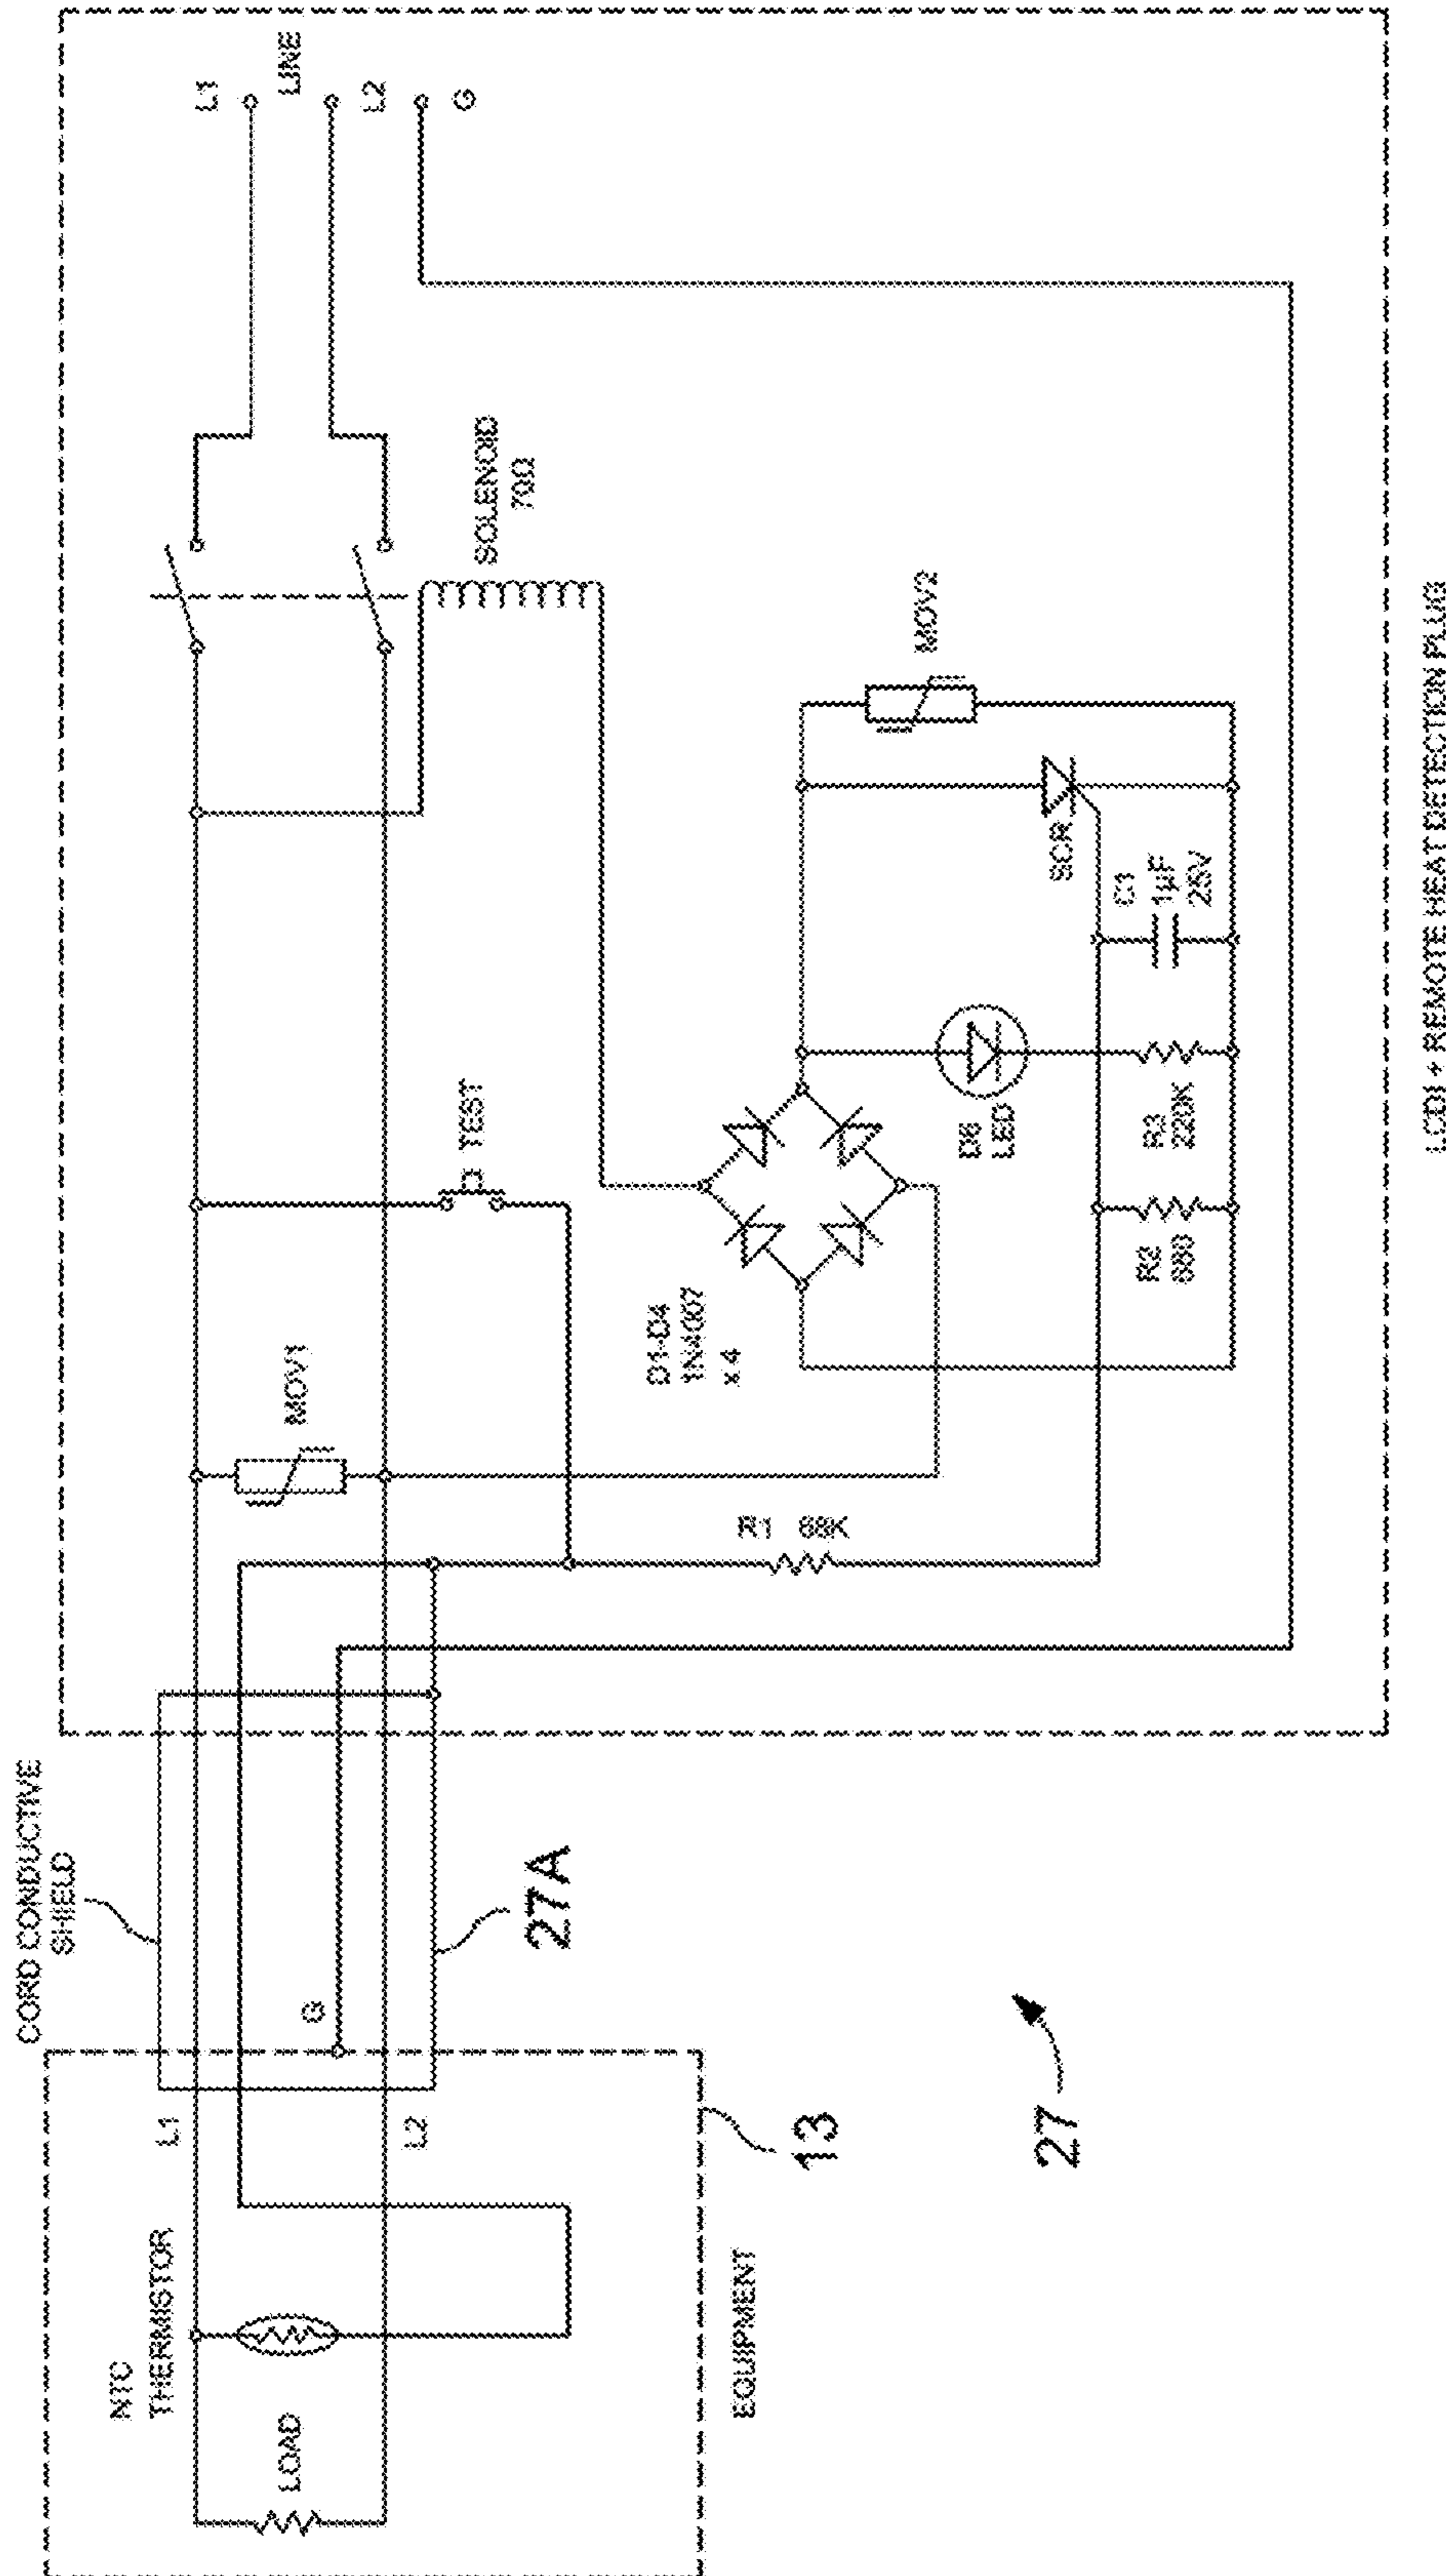 CORD CONDUCTIVE
SHIELD
NTC
THERMISTOR
L1
L1
LINE
LOAD
G
MOV1
L2
L2
G
TEST
SOLENOID
70Ω
27A
EQUIPMENT
13
R1 68K
D1-D4
1N4007
x 4
MOV2
LED
SCR
27
C1
1µF
25V
R2
R3
220K
LCDI + REMOTE HEAT DETECTION PLUG